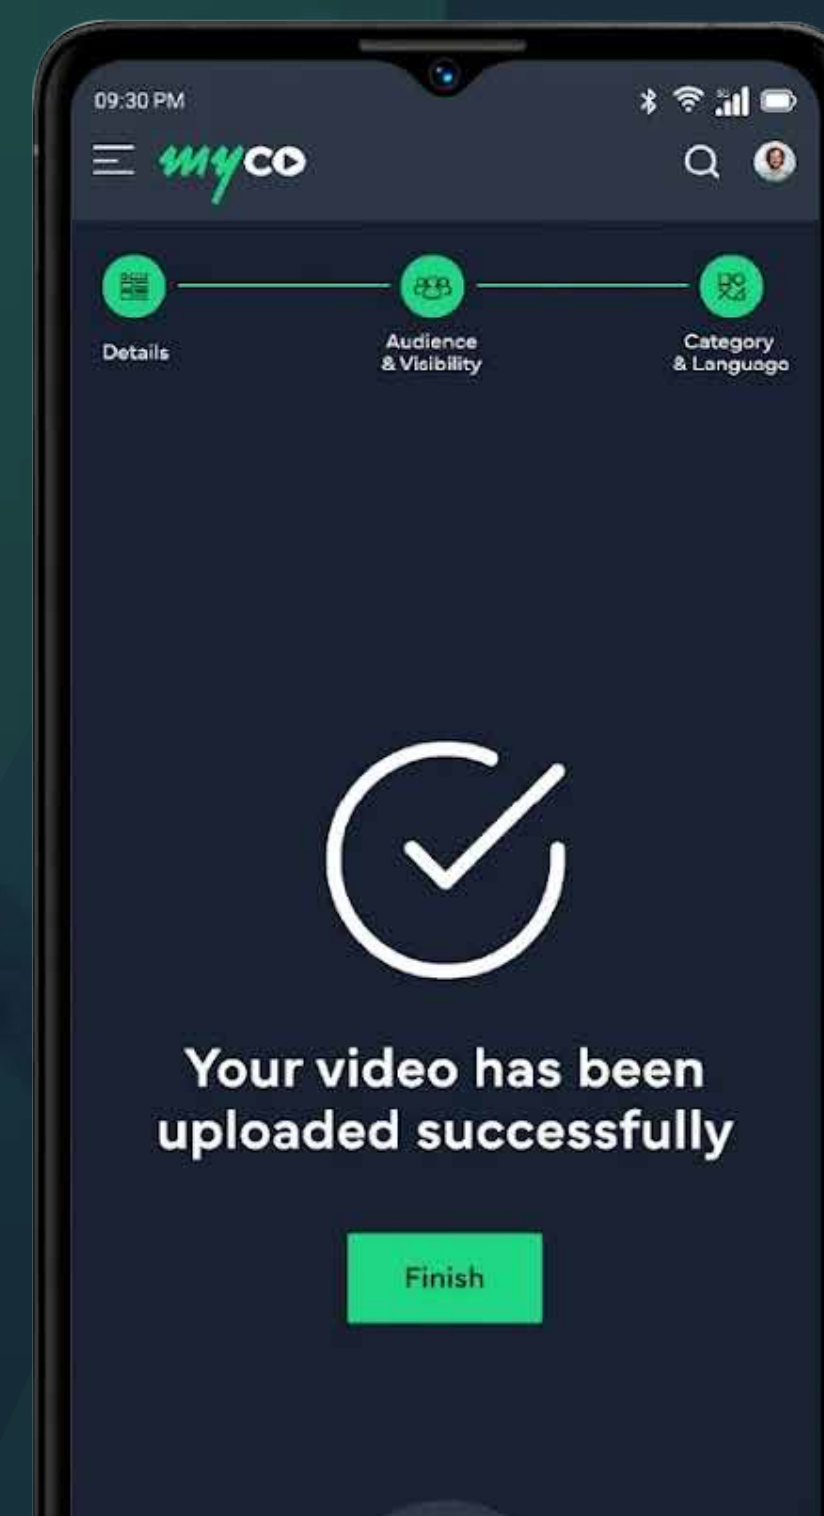 09:30 PM
myco
Details
Audience
& Visibility
Category
& Language
Your video has been
uploaded successfully
Finish